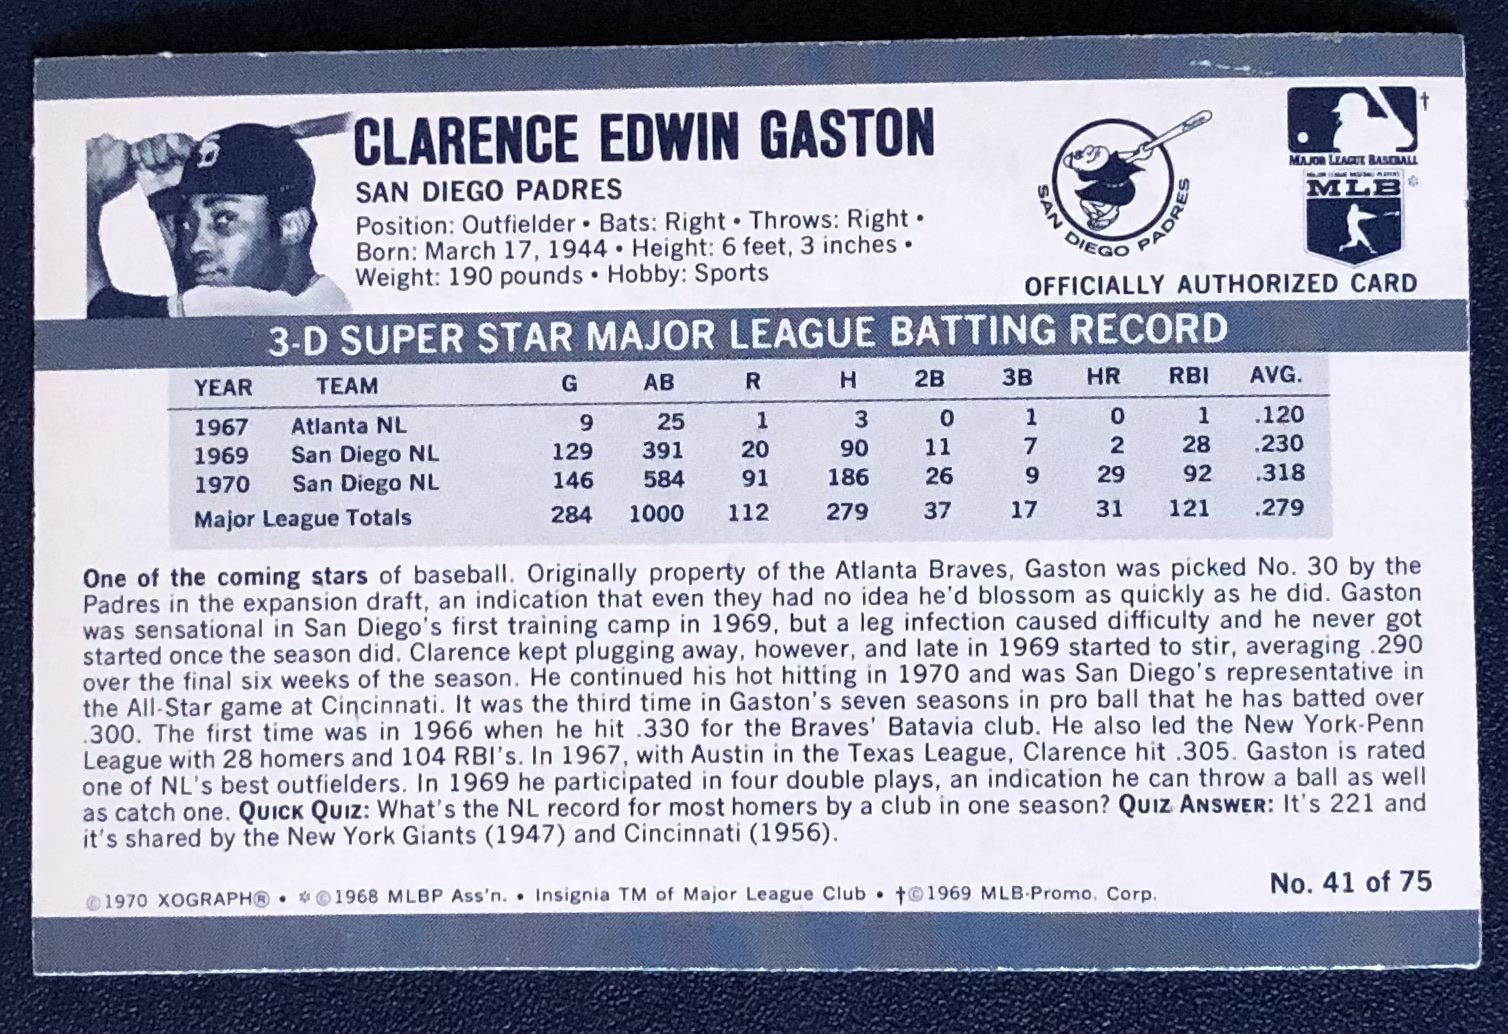 CLARENCE EDWIN GASTON
SAN DIEGO PADRES
Position: Outfielder • Bats: Right • Throws: Right •
Born: March 17, 1944 • Height: 6 feet, 3 inches •
Weight: 190 pounds • Hobby: Sports
SAN DIEGO PADRES
†
MAJOR LEAGUE BASEBALL
MLB
OFFICIALLY AUTHORIZED CARD
3-D SUPER STAR MAJOR LEAGUE BATTING RECORD
YEAR TEAM G AB R H 2B 3B HR RBI AVG.
1967 Atlanta NL 9 25 1 3 0 1 0 1 .120
1969 San Diego NL 129 391 20 90 11 7 2 28 .230
1970 San Diego NL 146 584 91 186 26 9 29 92 .318
Major League Totals 284 1000 112 279 37 17 31 121 .279
One of the coming stars of baseball. Originally property of the Atlanta Braves, Gaston was picked No. 30 by the
Padres in the expansion draft, an indication that even they had no idea he'd blossom as quickly as he did. Gaston
was sensational in San Diego's first training camp in 1969, but a leg infection caused difficulty and he never got
started once the season did. Clarence kept plugging away, however, and late in 1969 started to stir, averaging .290
over the final six weeks of the season. He continued his hot hitting in 1970 and was San Diego's representative in
the All-Star game at Cincinnati. It was the third time in Gaston's seven seasons in pro ball that he has batted over
.300. The first time was in 1966 when he hit .330 for the Braves' Batavia club. He also led the New York-Penn
League with 28 homers and 104 RBI's. In 1967, with Austin in the Texas League, Clarence hit .305. Gaston is rated
one of NL's best outfielders. In 1969 he participated in four double plays, an indication he can throw a ball as well
as catch one. QUICK QUIZ: What's the NL record for most homers by a club in one season? QUIZ ANSWER: It's 221 and
it's shared by the New York Giants (1947) and Cincinnati (1956).
©1970 XOGRAPH® • *©1968 MLBP Ass'n. • Insignia TM of Major League Club • †©1969 MLB-Promo. Corp.
No. 41 of 75